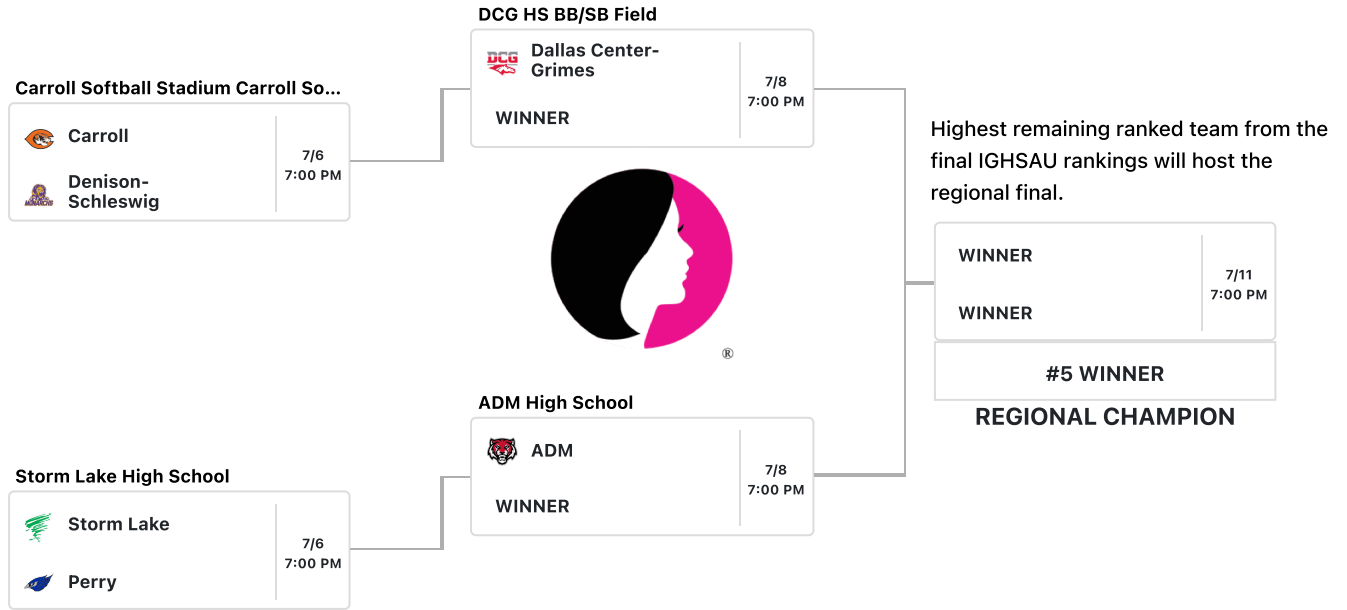 DCG HS BB/SB Field
DCG
Dallas Center-
Grimes
7/8
7:00 PM
WINNER
Carroll Softball Stadium Carroll So...
Carroll
7/6
7:00 PM
Denison-
Schleswig
MONARCHS
Highest remaining ranked team from the
final IGHSAU rankings will host the
regional final.
WINNER
7/11
7:00 PM
WINNER
#5 WINNER
REGIONAL CHAMPION
®
ADM High School
ADM
7/8
7:00 PM
WINNER
Storm Lake High School
Storm Lake
7/6
7:00 PM
Perry